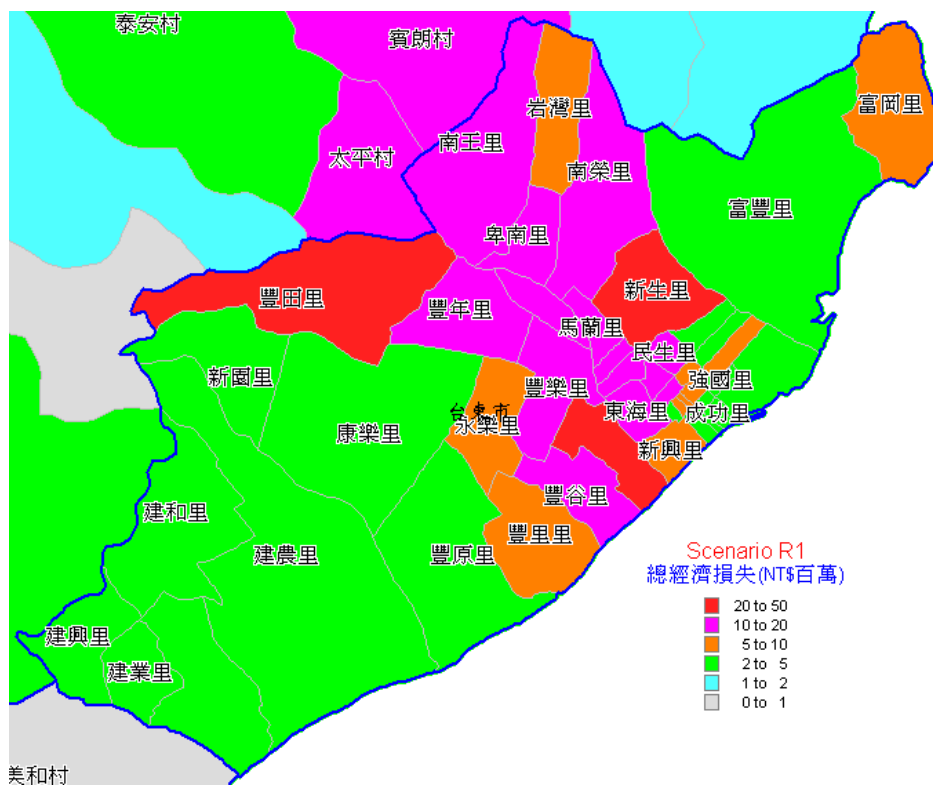 泰安村
賓朗村
富岡里
岩灣里
南王里
太平村
南榮里
富豐里
卑南里
新生里
豐田里
豐年里
馬蘭里
民生里
新園里
豐樂里
強國里
台東市
永樂里
東海里
成功里
康樂里
新興里
豐谷里
建和里
豐里里
建農里
豐原里
Scenario R1
總經濟損失(NT$百萬)
20 to 50
10 to 20
5 to 10
2 to 5
1 to 2
0 to 1
建興里
建業里
美和村